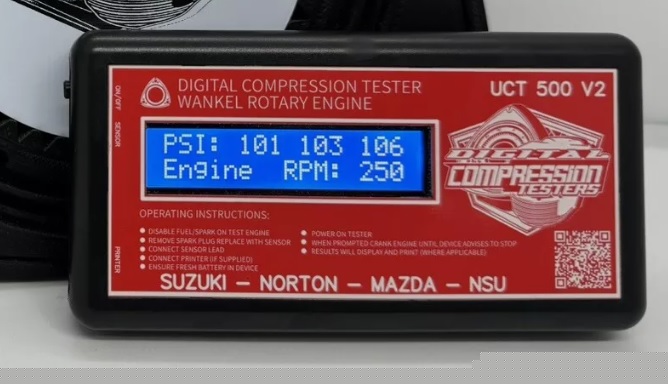 DIGITAL COMPRESSION TESTER
WANKEL ROTARY ENGINE
UCT 500 V2
ON/OFF
SENSOR
PRINTER
PSI: 101 103 106
Engine RPM: 250
DIGITAL
COMPRESSION
TESTERS
OPERATING INSTRUCTIONS:
DISABLE FUEL/SPARK ON TEST ENGINE
REMOVE SPARK PLUG REPLACE WITH SENSOR
CONNECT SENSOR LEAD
CONNECT PRINTER (IF SUPPLIED)
ENSURE FRESH BATTERY IN DEVICE
POWER ON TESTER
WHEN PROMPTED CRANK ENGINE UNTIL DEVICE ADVISES TO STOP
RESULTS WILL DISPLAY AND PRINT (WHERE APPLICABLE)
SUZUKI – NORTON – MAZDA – NSU